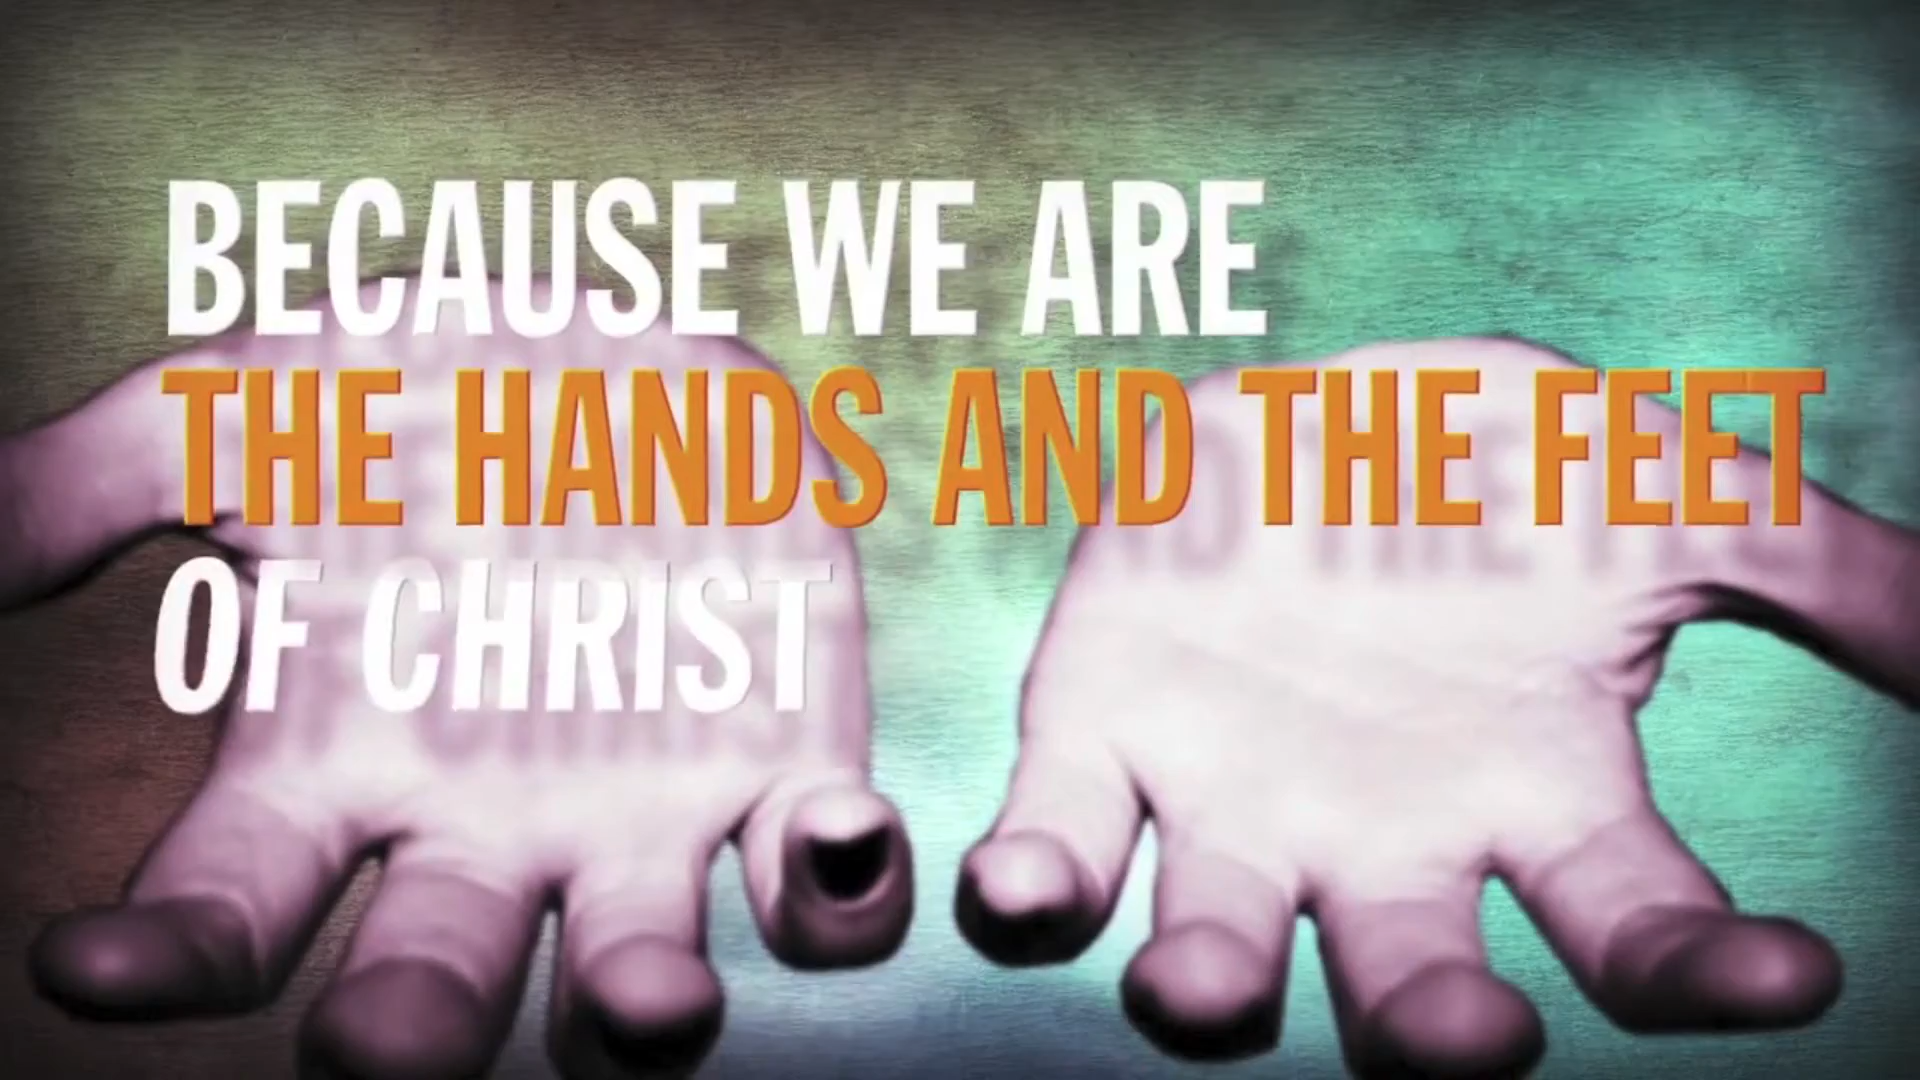 BECAUSE WE ARE
THE HANDS AND THE FEET
OF CHRIST